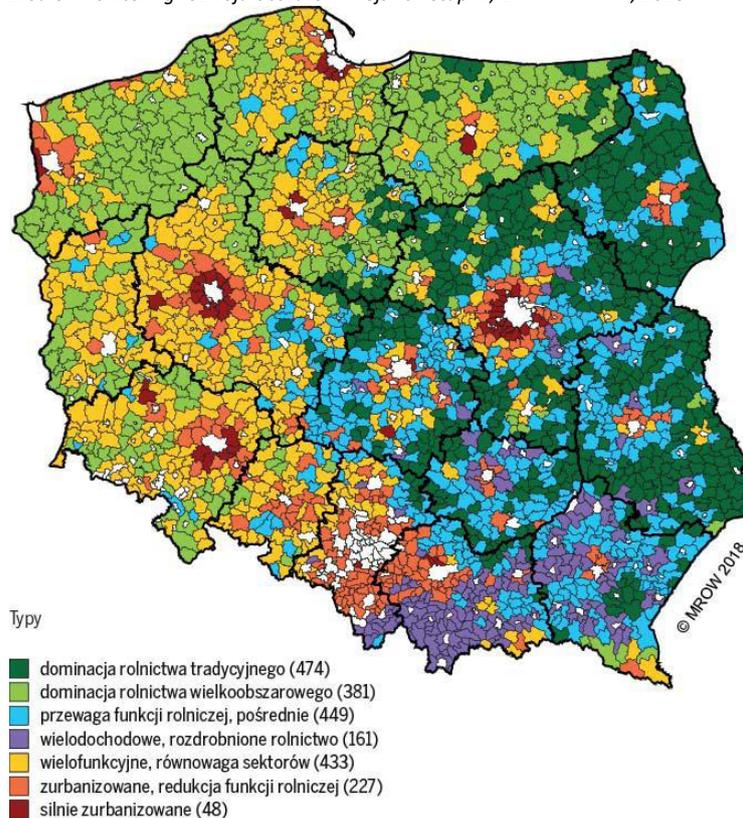 © MROW 2018
Typy
dominacja rolnictwa tradycyjnego (474)
dominacja rolnictwa wielkoobszarowego (381)
przewaga funkcji rolniczej, pośrednie (449)
wielodochodowe, rozdrobnione rolnictwo (161)
wielofunkcyjne, równowaga sektorów (433)
zurbanizowane, redukcja funkcji rolniczej (227)
silnie zurbanizowane (48)